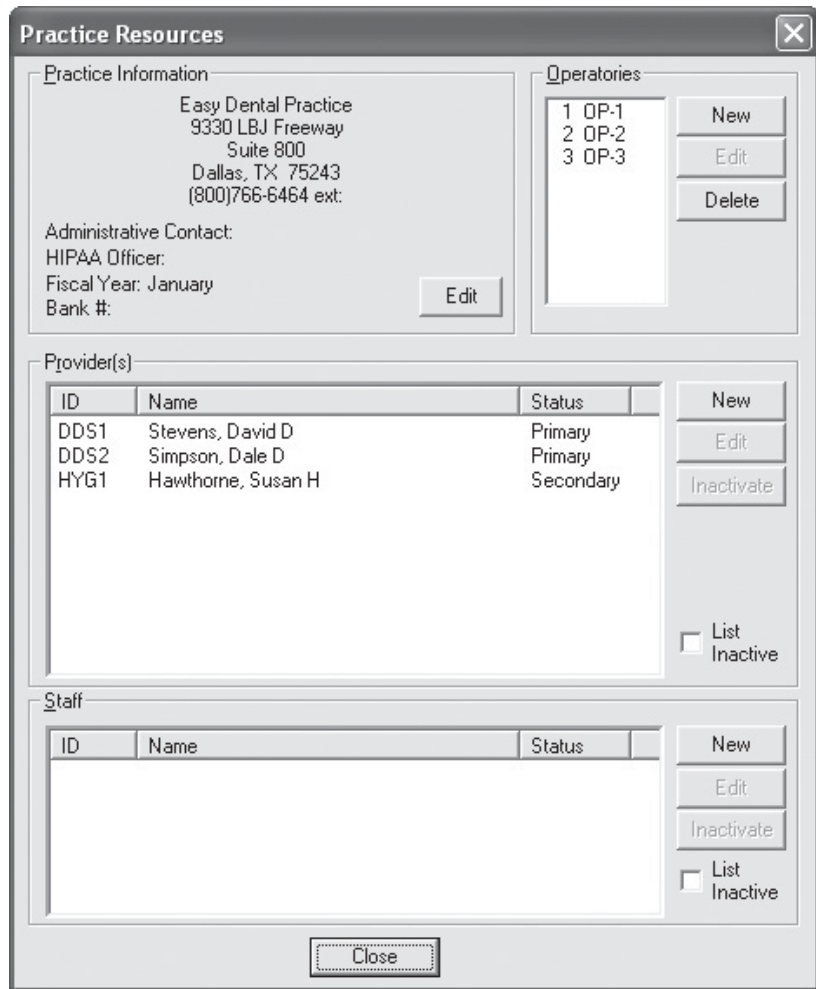 Practice Resources
Practice Information
Easy Dental Practice
9330 LBJ Freeway
Suite 800
Dallas, TX 75243
(800)766-6464 ext:
Administrative Contact:
HIPAA Officer:
Fiscal Year: January
Bank #:
Edit
Operatories
1 OP-1
2 OP-2
3 OP-3
New
Edit
Delete
Provider(s)
ID Name Status
DDS1 Stevens, David D Primary
DDS2 Simpson, Dale D Primary
HYG1 Hawthorne, Susan H Secondary
New
Edit
Inactivate
List
Inactive
Staff
ID Name Status
New
Edit
Inactivate
List
Inactive
Close